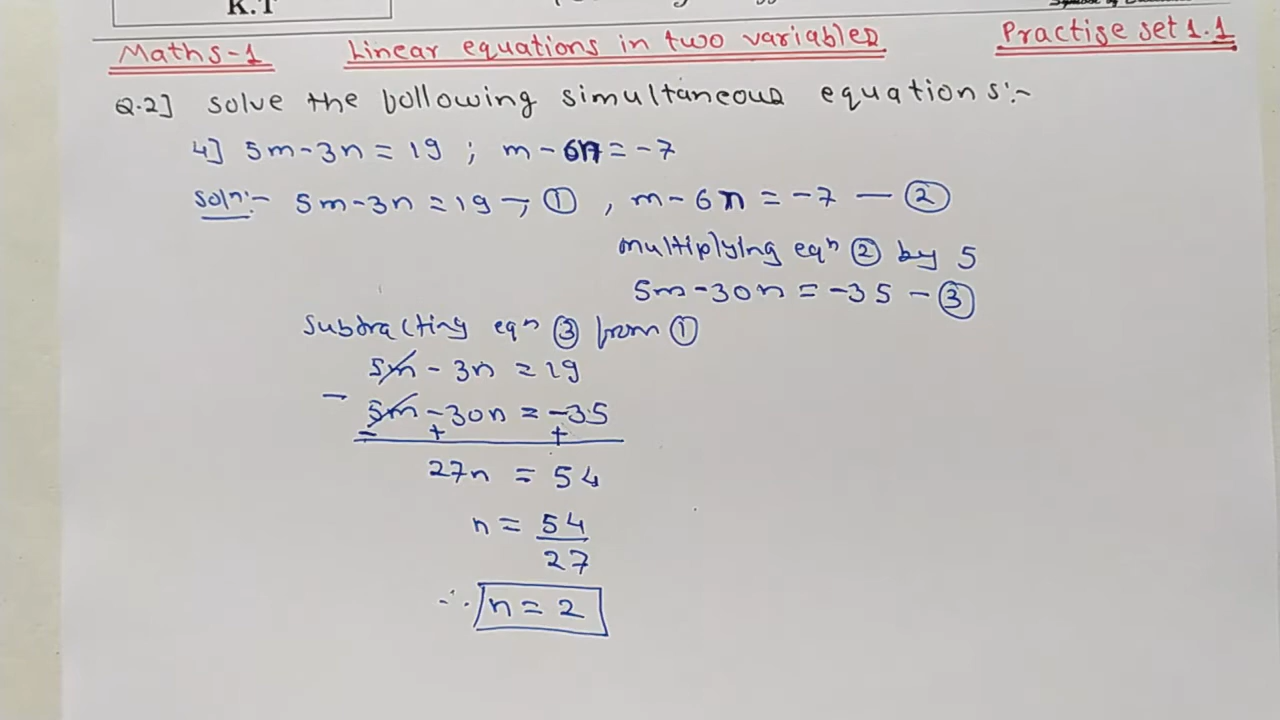 K.T
Maths-1 Linear equations in two variables Practise set 1.1
Q.2] Solve the following simultaneous equations:-
4] 5m-3n = 19 ; m-6n = -7
Soln:- 5m-3n = 19 — ① , m-6n = -7 — ②
multiplying eqn ② by 5
5m-30n = -35 — ③
Subtracting eqn ③ from ①
5m - 3n = 19
- 5m - 30n = -35
- + +
27n = 54
n = 54
27
∴ n = 2